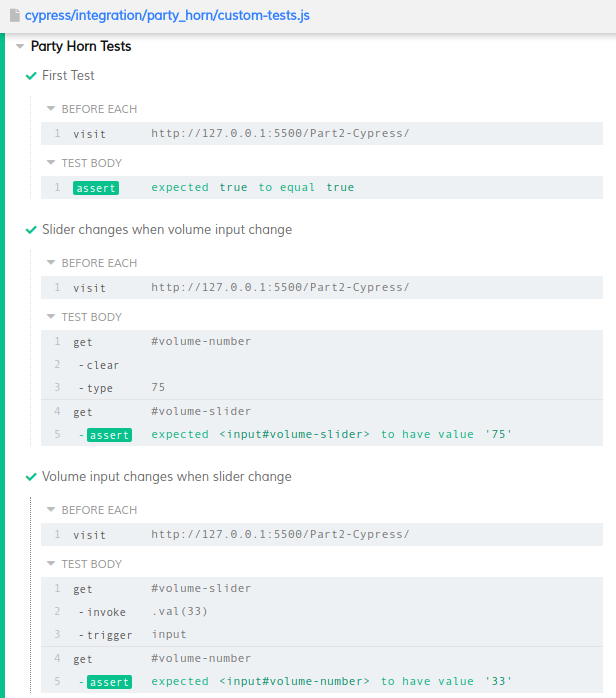 cypress/integration/party_horn/custom-tests.js
Party Horn Tests
First Test
BEFORE EACH
1 visit http://127.0.0.1:5500/Part2-Cypress/
TEST BODY
1 assert expected true to equal true
Slider changes when volume input change
BEFORE EACH
1 visit http://127.0.0.1:5500/Part2-Cypress/
TEST BODY
1 get #volume-number
2 -clear
3 -type 75
4 get #volume-slider
5 -assert expected <input#volume-slider> to have value '75'
Volume input changes when slider change
BEFORE EACH
1 visit http://127.0.0.1:5500/Part2-Cypress/
TEST BODY
1 get #volume-slider
2 -invoke .val(33)
3 -trigger input
4 get #volume-number
5 -assert expected <input#volume-number> to have value '33'